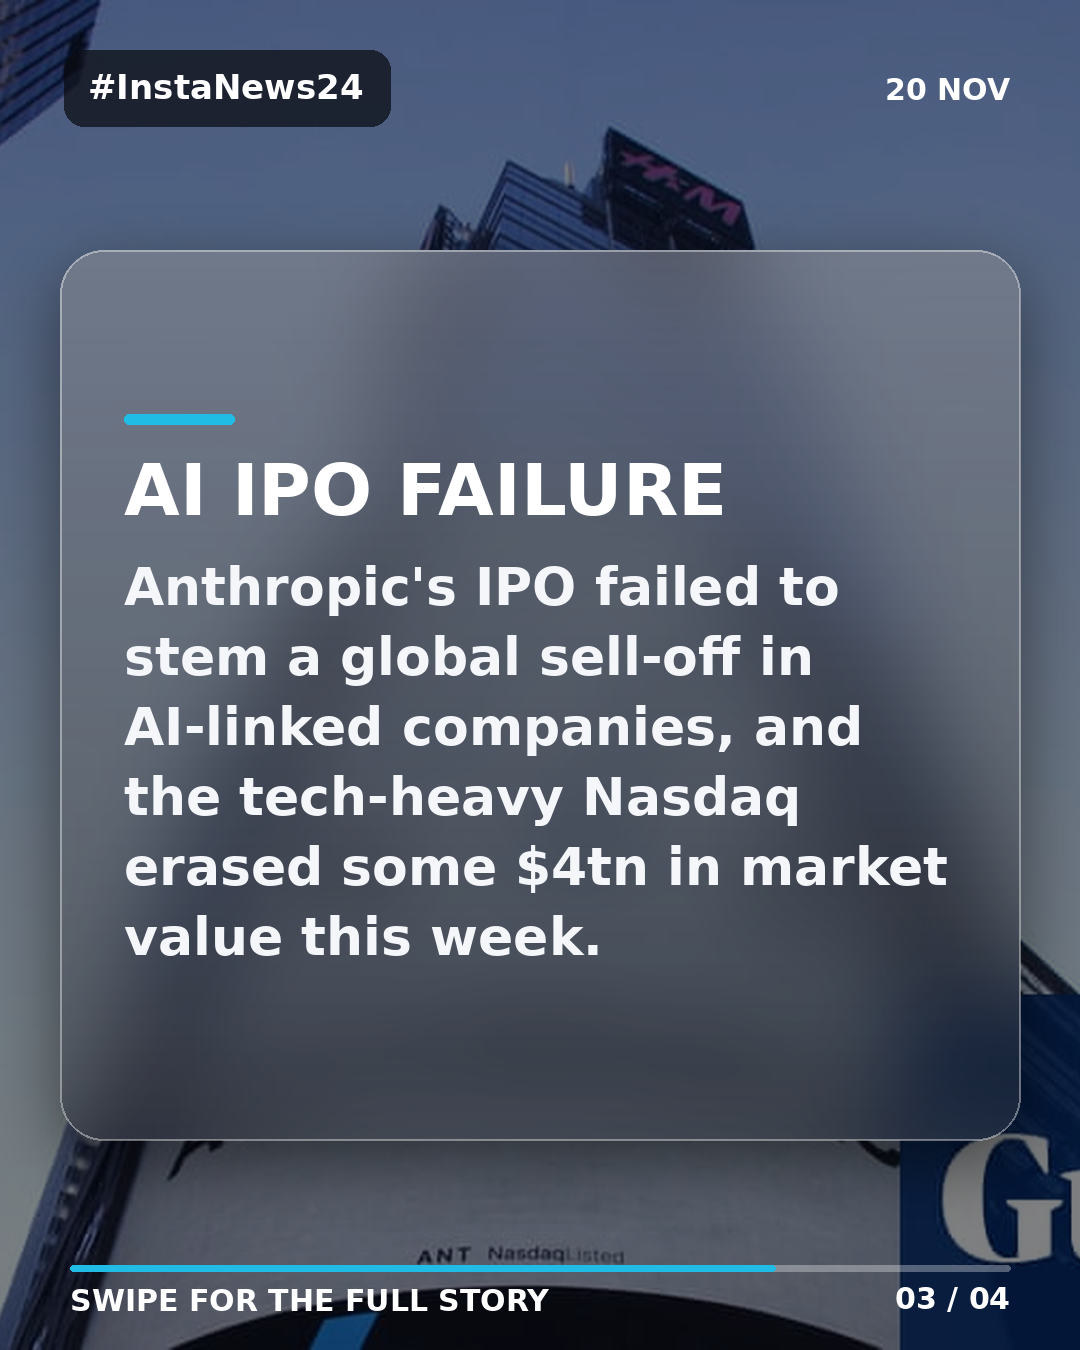 #InstaNews24
20 NOV
H&M
AI IPO FAILURE
Anthropic's IPO failed to
stem a global sell-off in
AI-linked companies, and
the tech-heavy Nasdaq
erased some $4tn in market
value this week.
ANT NasdaqListed
SWIPE FOR THE FULL STORY
03 / 04